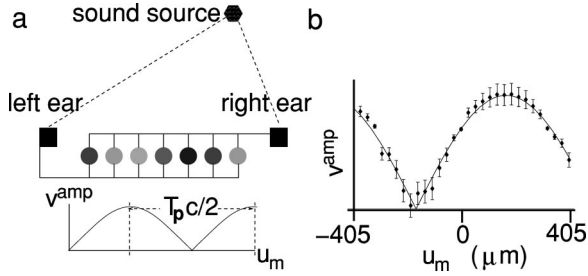 a
sound source
left ear
right ear
v^amp
T_p c/2
u_m
b
v^amp
−405
0
405
u_m (μm)